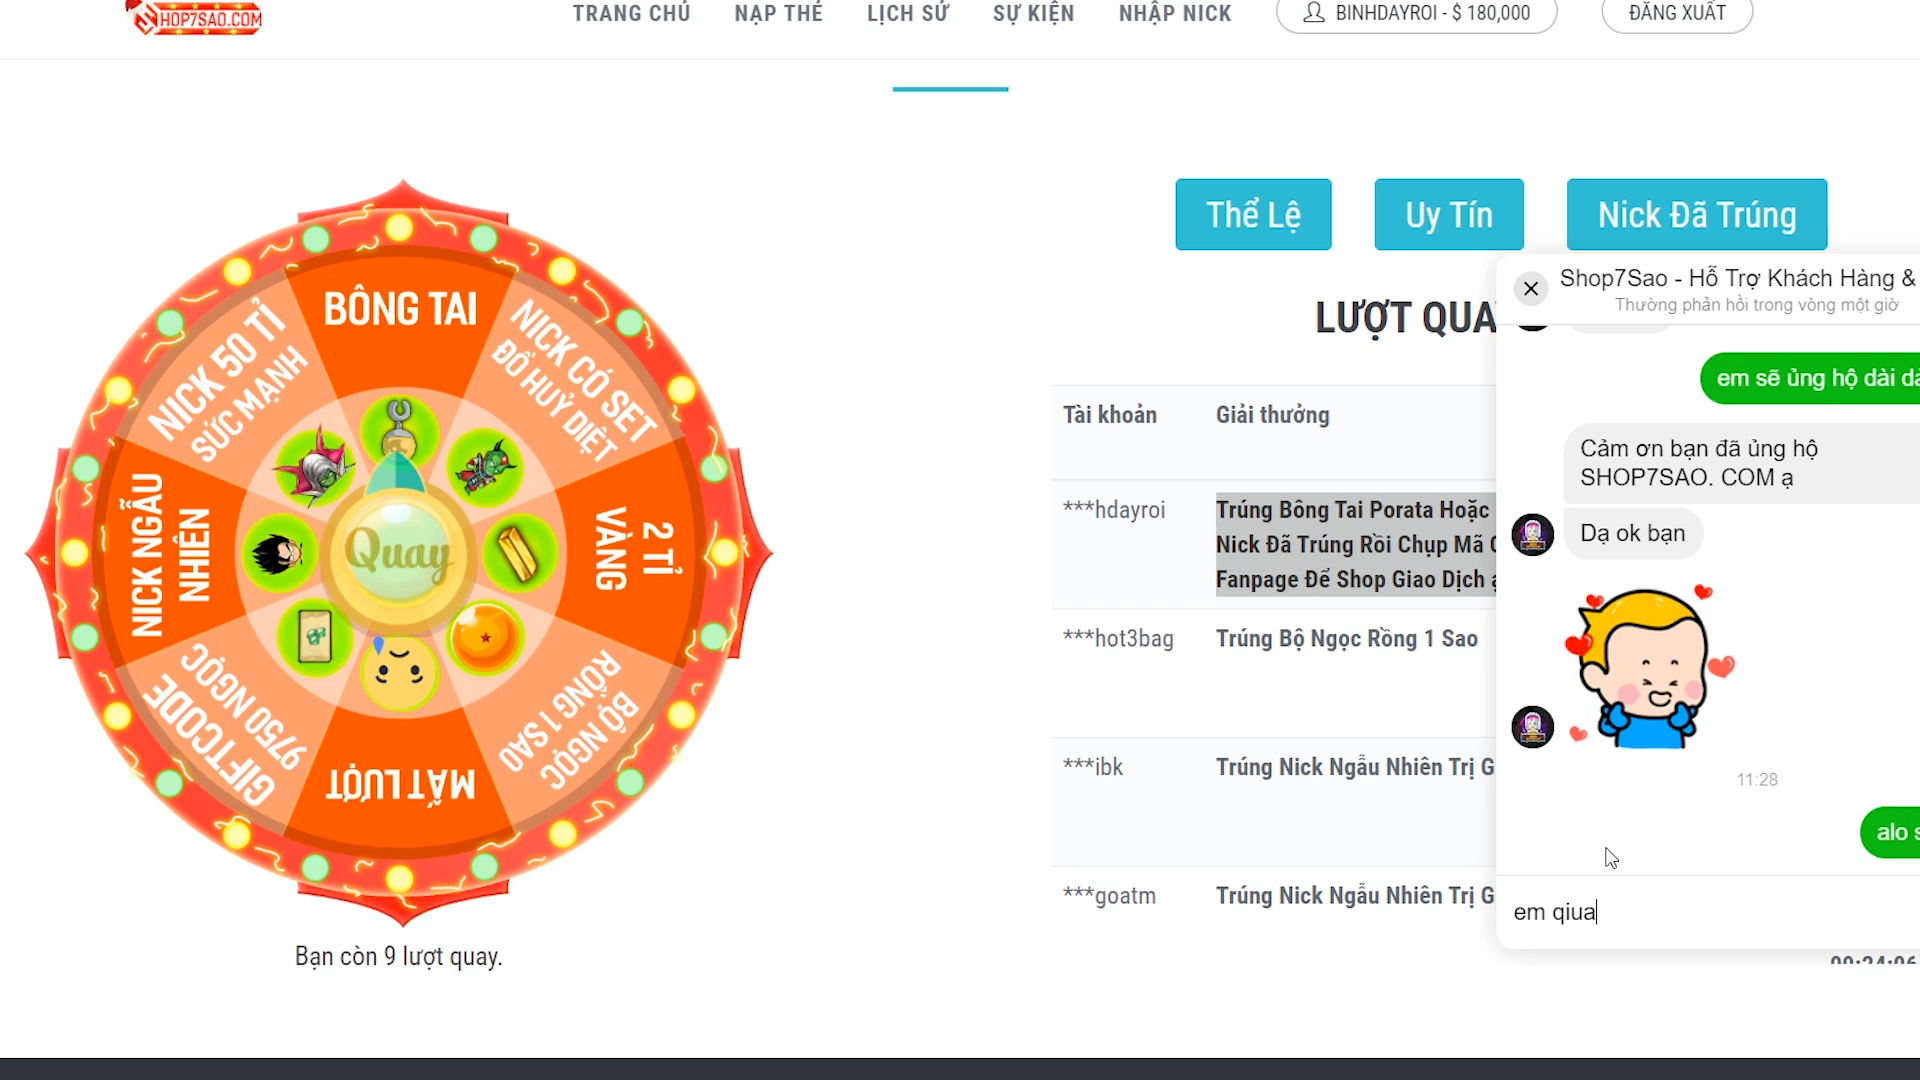 SHOP7SAO.COM
TRANG CHỦ
NẠP THẺ
LỊCH SỬ
SỰ KIỆN
NHẬP NICK
BINHDAYROI - $ 180,000
ĐĂNG XUẤT
BÔNG TAI
NICK CÓ SET
ĐỒ HUỶ DIỆT
2 TỈ
VÀNG
BỘ NGỌC
RỒNG 1 SAO
MẤT LƯỢT
GIFTCODE
9750 NGỌC
NICK NGẪU
NHIÊN
NICK 50 TỈ
SỨC MẠNH
Quay
Bạn còn 9 lượt quay.
Thể Lệ
Uy Tín
Nick Đã Trúng
LƯỢT QUA
Tài khoản
Giải thưởng
***hdayroi
Trúng Bông Tai Porata Hoặc
Nick Đã Trúng Rồi Chụp Mã
Fanpage Để Shop Giao Dịch
***hot3bag
Trúng Bộ Ngọc Rồng 1 Sao
***ibk
Trúng Nick Ngẫu Nhiên Trị G
***goatm
Trúng Nick Ngẫu Nhiên Trị G
Shop7Sao - Hỗ Trợ Khách Hàng &
Thường phản hồi trong vòng một giờ
em sẽ ủng hộ dài
Cảm ơn bạn đã ủng hộ
SHOP7SAO. COM ạ
Dạ ok bạn
11:28
alo s
em qiua